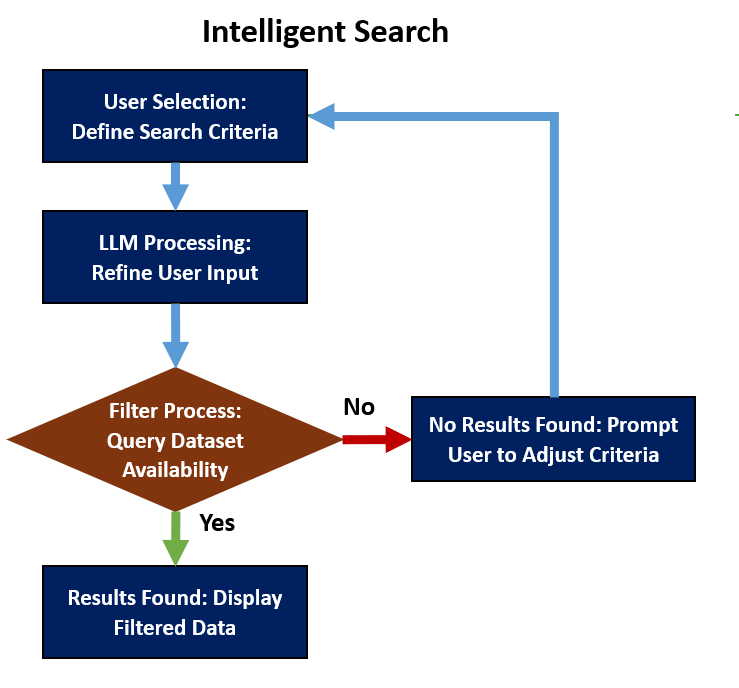 Intelligent Search
User Selection:
Define Search Criteria
LLM Processing:
Refine User Input
Filter Process:
Query Dataset
Availability
No
No Results Found: Prompt
User to Adjust Criteria
Yes
Results Found: Display
Filtered Data